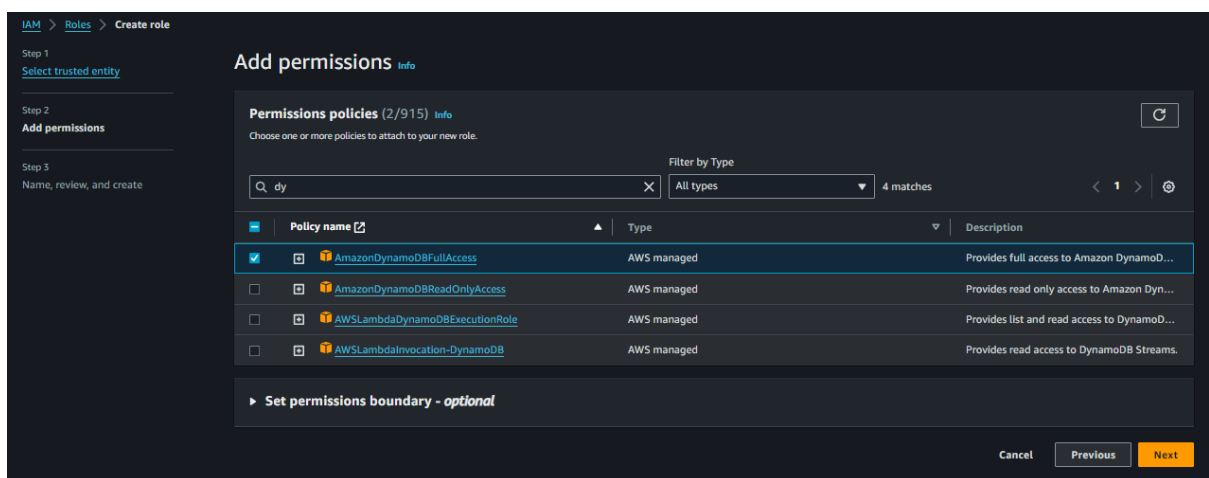 IAM > Roles > Create role
Step 1
Select trusted entity
Step 2
Add permissions
Step 3
Name, review, and create
Add permissions Info
Permissions policies (2/915) Info
Choose one or more policies to attach to your new role.
Filter by Type
dy
All types
4 matches
1
Policy name Type Description
AmazonDynamoDBFullAccess AWS managed Provides full access to Amazon DynamoD...
AmazonDynamoDBReadOnlyAccess AWS managed Provides read only access to Amazon Dyn...
AWSLambdaDynamoDBExecutionRole AWS managed Provides list and read access to DynamoD...
AWSLambdaInvocation-DynamoDB AWS managed Provides read access to DynamoDB Streams.
Set permissions boundary - optional
Cancel Previous Next